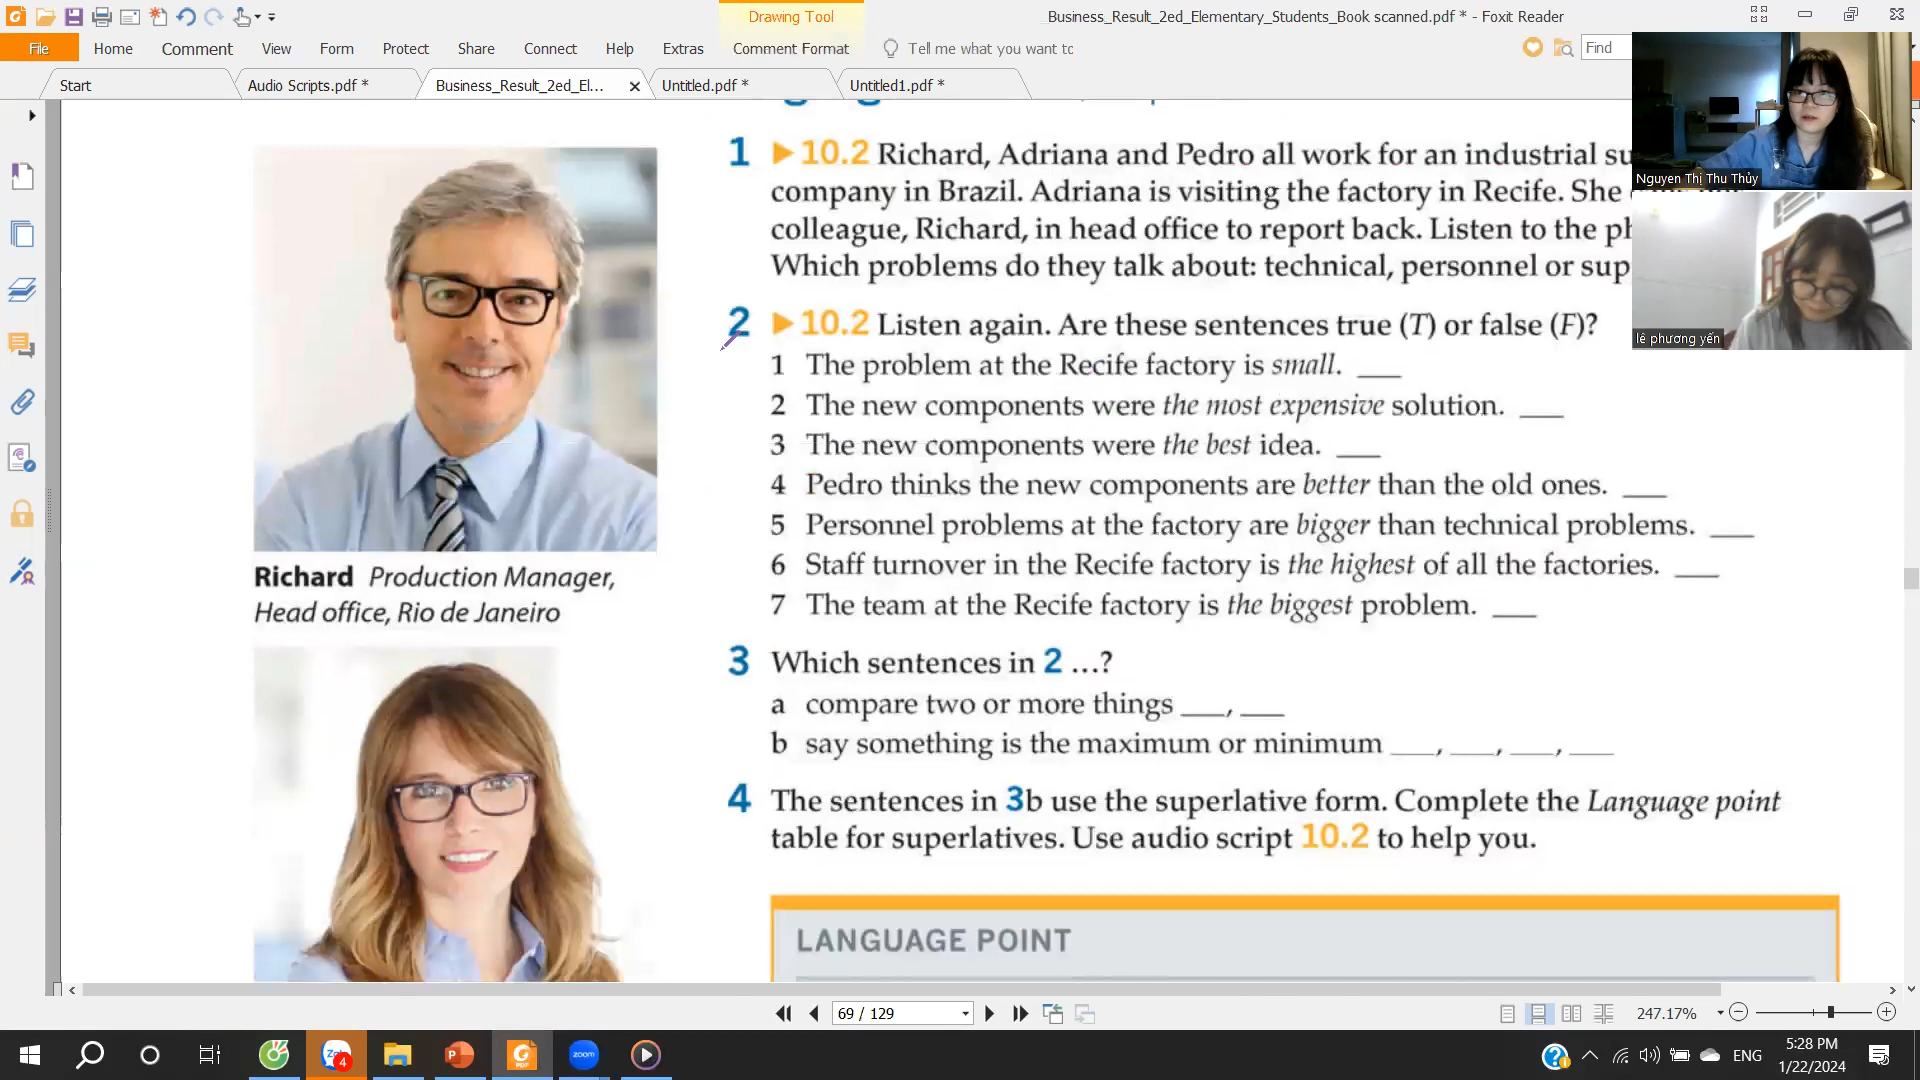 Drawing Tool
Business_Result_2ed_Elementary_Students_Book scanned.pdf * - Foxit Reader
File
Home
Comment
View
Form
Protect
Share
Connect
Help
Extras
Comment Format
Tell me what you want to
Find
Start
Audio Scripts.pdf *
Business_Result_2ed_El...
Untitled.pdf *
Untitled1.pdf *
1 ▶ 10.2 Richard, Adriana and Pedro all work for an industrial su
company in Brazil. Adriana is visiting the factory in Recife. She
colleague, Richard, in head office to report back. Listen to the ph
Which problems do they talk about: technical, personnel or sup
Nguyen Thị Thu Thủy
lê phương yến
2 ▶ 10.2 Listen again. Are these sentences true (T) or false (F)?
1 The problem at the Recife factory is small. ___
2 The new components were the most expensive solution. ___
3 The new components were the best idea. ___
4 Pedro thinks the new components are better than the old ones. ___
5 Personnel problems at the factory are bigger than technical problems. ___
6 Staff turnover in the Recife factory is the highest of all the factories. ___
7 The team at the Recife factory is the biggest problem. ___
Richard Production Manager,
Head office, Rio de Janeiro
3 Which sentences in 2 ...?
a compare two or more things ___, ___
b say something is the maximum or minimum ___, ___, ___, ___
4 The sentences in 3b use the superlative form. Complete the Language point
table for superlatives. Use audio script 10.2 to help you.
LANGUAGE POINT
69 / 129
247.17%
4
zoom
ENG
5:28 PM
1/22/2024